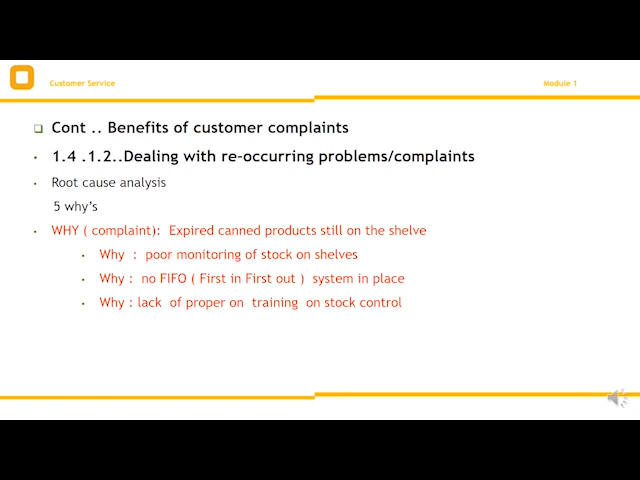 Customer Service
Module 1
Cont .. Benefits of customer complaints
1.4 .1.2..Dealing with re-occurring problems/complaints
Root cause analysis
5 why’s
WHY ( complaint):  Expired canned products still on the shelve
Why  :  poor monitoring of stock on shelves
Why :  no FIFO ( First in First out )  system in place
Why : lack  of proper on  training  on stock control